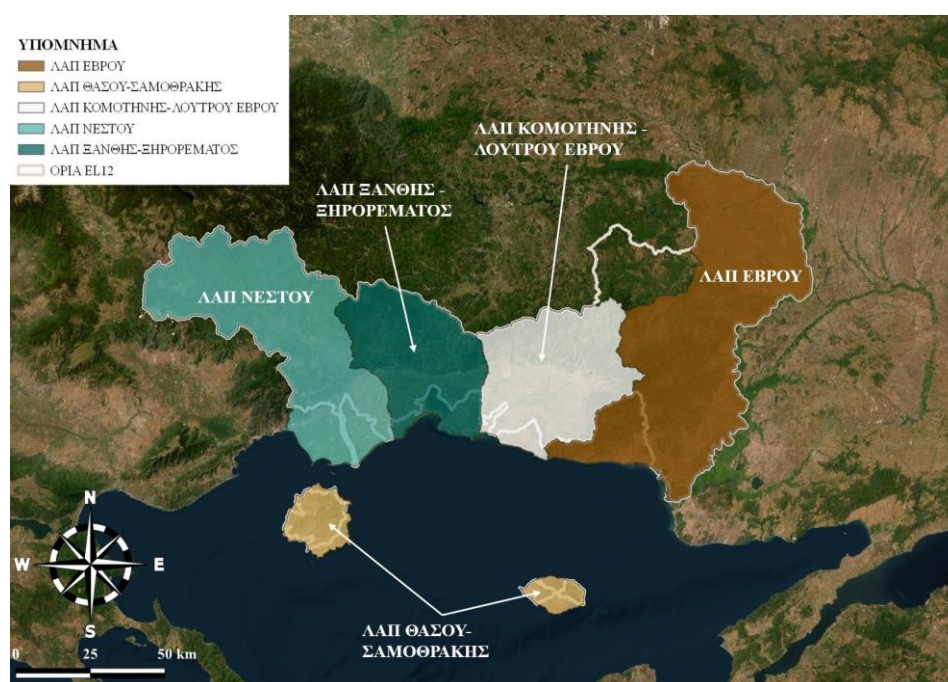 ΥΠΟΜΝΗΜΑ
ΛΑΠ ΕΒΡΟΥ
ΛΑΠ ΘΑΣΟΥ-ΣΑΜΟΘΡΑΚΗΣ
ΛΑΠ ΚΟΜΟΤΗΝΗΣ-ΛΟΥΤΡΟΥ ΕΒΡΟΥ
ΛΑΠ ΝΕΣΤΟΥ
ΛΑΠ ΞΑΝΘΗΣ-ΞΗΡΟΡΕΜΑΤΟΣ
ΟΡΙΑ EL12
ΛΑΠ ΚΟΜΟΤΗΝΗΣ -
ΛΟΥΤΡΟΥ ΕΒΡΟΥ
ΛΑΠ ΞΑΝΘΗΣ -
ΞΗΡΟΡΕΜΑΤΟΣ
ΛΑΠ ΕΒΡΟΥ
ΛΑΠ ΝΕΣΤΟΥ
N
W E
S
ΛΑΠ ΘΑΣΟΥ-
ΣΑΜΟΘΡΑΚΗΣ
0 25 50 km